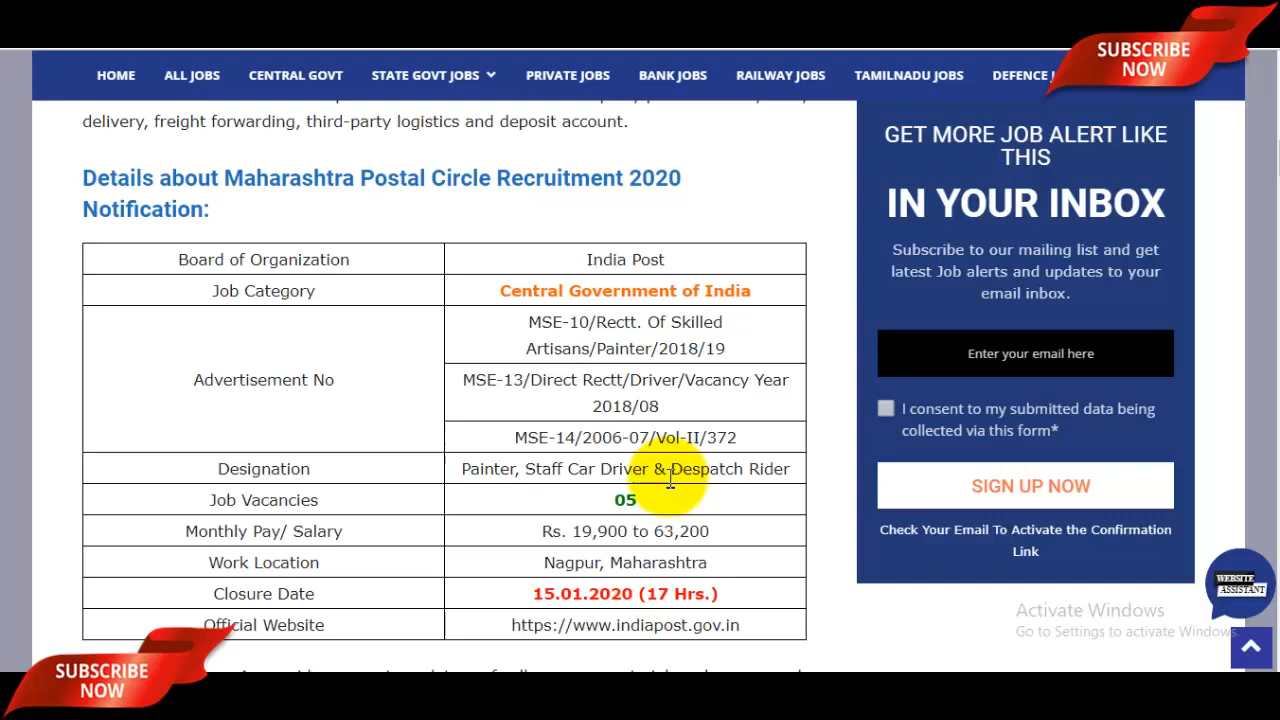 SUBSCRIBE
NOW
HOME ALL JOBS CENTRAL GOVT STATE GOVT JOBS PRIVATE JOBS BANK JOBS RAILWAY JOBS TAMILNADU JOBS DEFENCE
delivery, freight forwarding, third-party logistics and deposit account.
Details about Maharashtra Postal Circle Recruitment 2020
Notification:
Board of Organization India Post
Job Category Central Government of India
Advertisement No
MSE-10/Rectt. Of Skilled
Artisans/Painter/2018/19
MSE-13/Direct Rectt/Driver/Vacancy Year
2018/08
MSE-14/2006-07/Vol-II/372
Designation Painter, Staff Car Driver & Despatch Rider
Job Vacancies 05
Monthly Pay/ Salary Rs. 19,900 to 63,200
Work Location Nagpur, Maharashtra
Closure Date 15.01.2020 (17 Hrs.)
Official Website https://www.indiapost.gov.in
GET MORE JOB ALERT LIKE
THIS
IN YOUR INBOX
Subscribe to our mailing list and get
latest Job alerts and updates to your
email inbox.
Enter your email here
I consent to my submitted data being
collected via this form*
SIGN UP NOW
Check Your Email To Activate the Confirmation
Link
WEBSITE
ASSISTANT
Activate Windows
Go to Settings to activate Windows.
SUBSCRIBE
NOW